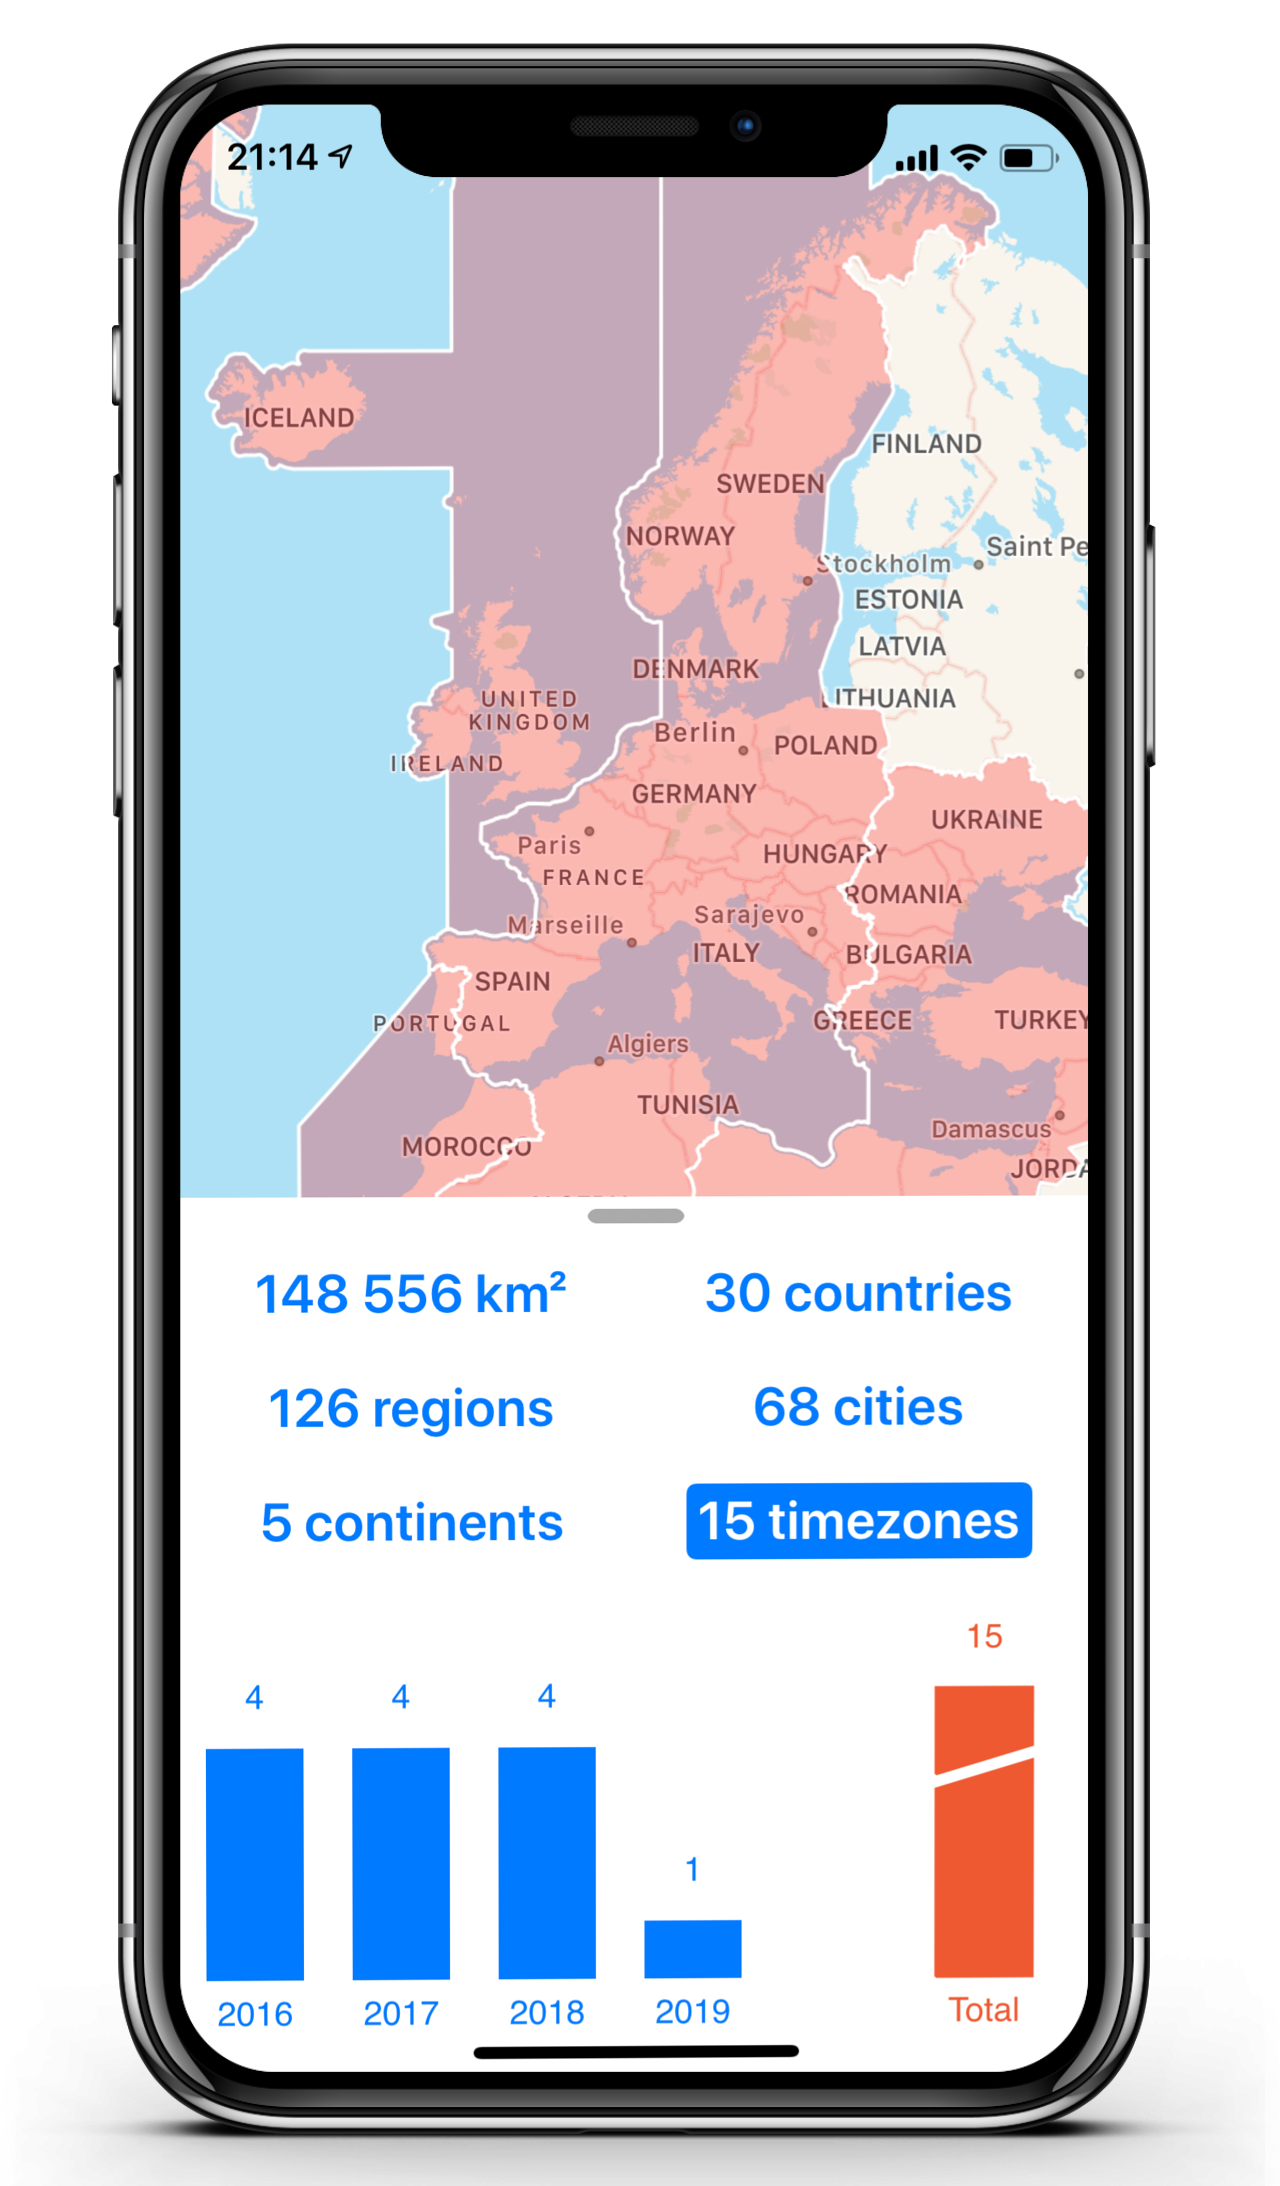 21:14
ICELAND
FINLAND
SWEDEN
NORWAY
Saint Pe
Stockholm
ESTONIA
LATVIA
DENMARK
UNITED
KINGDOM
ITHUANIA
Berlin
POLAND
IRELAND
GERMANY
UKRAINE
Paris
HUNGARY
FRANCE
ROMANIA
Marseille
Sarajevo
ITALY
BULGARIA
SPAIN
PORTUGAL
GREECE
TURKEY
Algiers
TUNISIA
Damascus
MOROCCO
JORDA
148 556 km² 30 countries
126 regions 68 cities
5 continents 15 timezones
15
4 4 4
1
2016 2017 2018 2019 Total